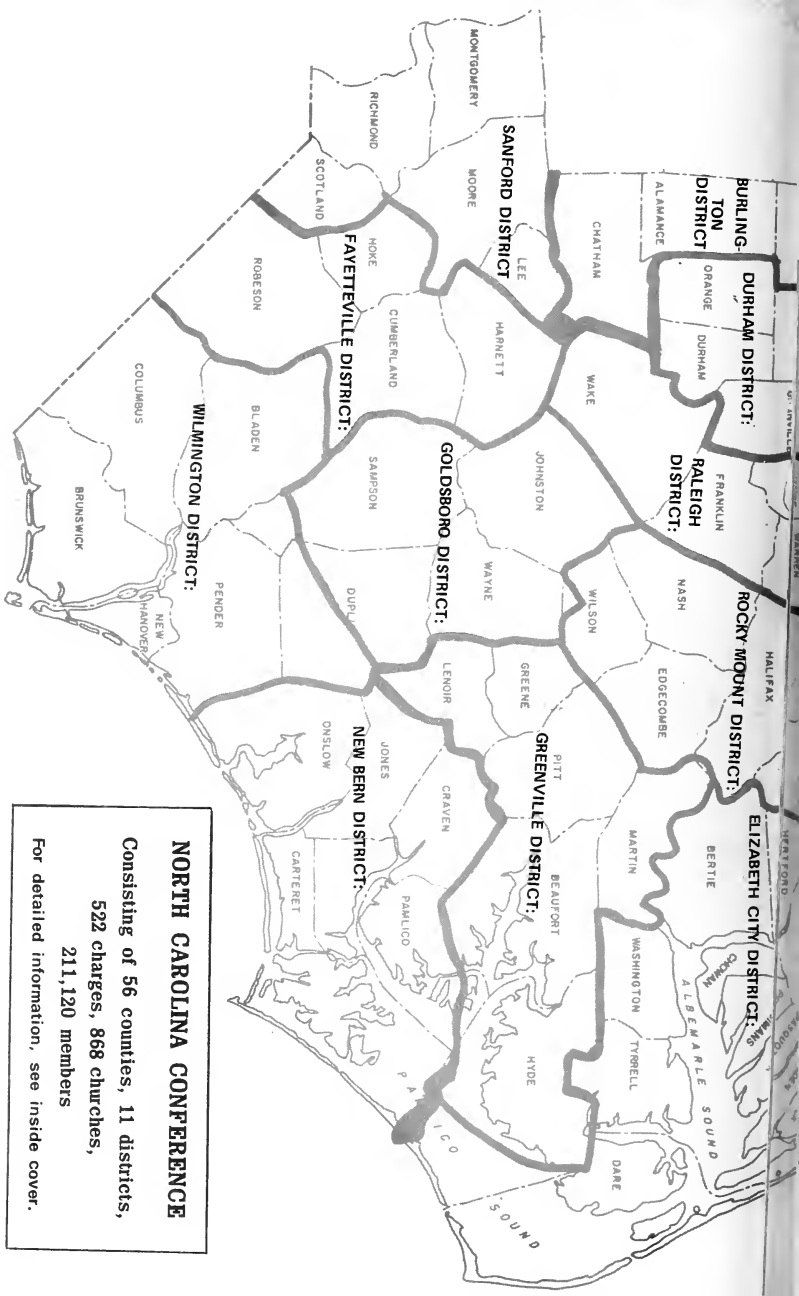 BURLING-
TON
DISTRICT
DURHAM DISTRICT:
ALAMANCE
ORANGE
DURHAM
FRANKLIN
WARREN
HALIFAX
HERTFORD
RALEIGH
DISTRICT:
ROCKY MOUNT DISTRICT:
ELIZABETH CITY DISTRICT:
CHATHAM
WAKE
NASH
EDGECOMBE
BERTIE
CHOWAN
ALBEMARLE SOUND
MONTGOMERY
SANFORD DISTRICT
MOORE
LEE
HARNETT
JOHNSTON
WILSON
MARTIN
WASHINGTON
TYRRELL
DARE
RICHMOND
SCOTLAND
HOKE
CUMBERLAND
FAYETTEVILLE DISTRICT:
GOLDSBORO DISTRICT:
WAYNE
GREENE
PITT
GREENVILLE DISTRICT:
BEAUFORT
HYDE
ROBESON
SAMPSON
DUPLI
LENOIR
JONES
CRAVEN
NEW BERN DISTRICT:
PAMLICO
PA
ICO
SOUND
BLADEN
COLUMBUS
WILMINGTON DISTRICT:
BRUNSWICK
PENDER
NEW
HANOVER
ONSLOW
CARTERET
NORTH CAROLINA CONFERENCE
Consisting of 56 counties, 11 districts,
522 charges, 868 churches,
211,120 members
For detailed information, see inside cover.